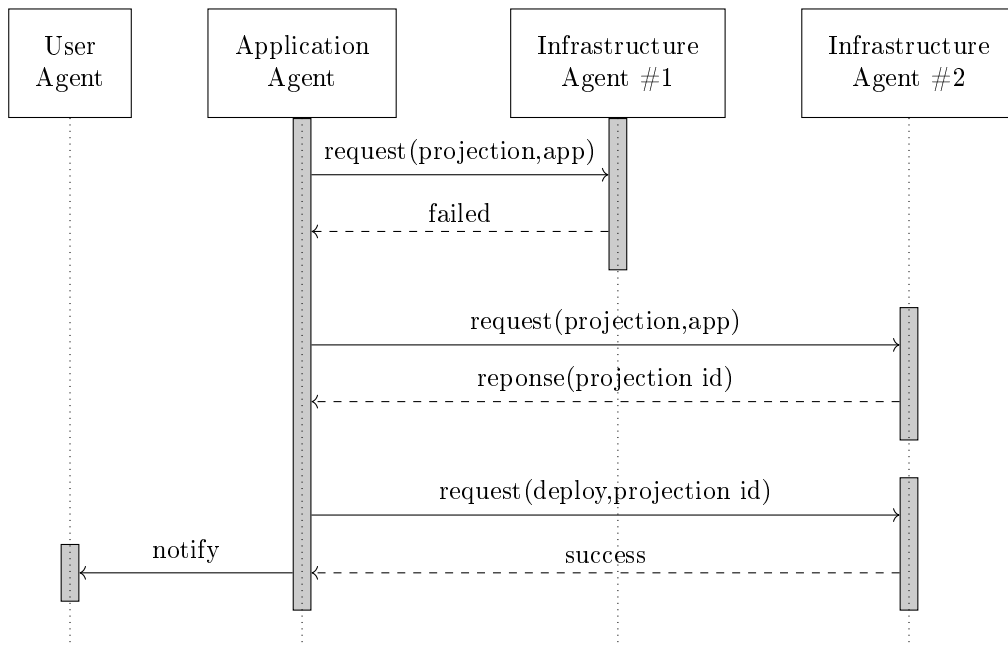 User
Agent
Application
Agent
Infrastructure
Agent #1
Infrastructure
Agent #2
request(projection,app)
failed
request(projection,app)
reponse(projection id)
request(deploy,projection id)
notify
success